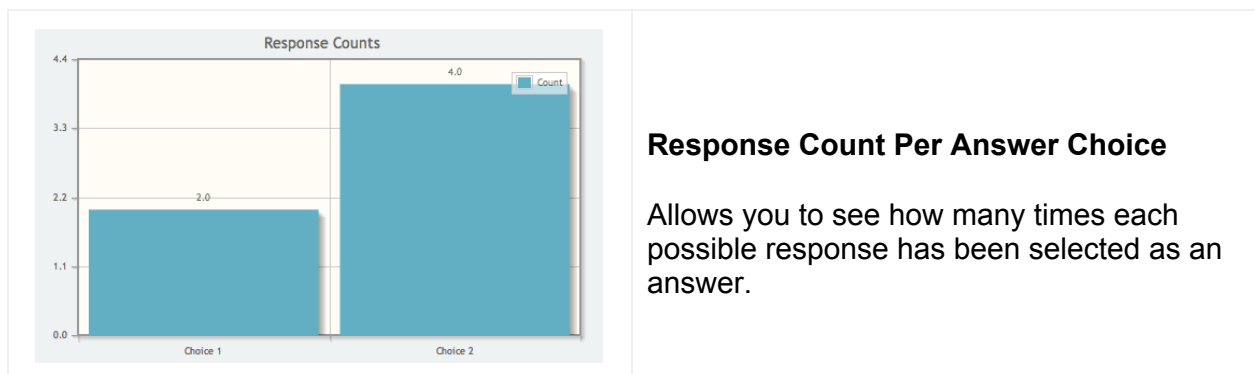 Response Counts
4.4
4.0
Count
3.3
2.2
2.0
1.1
0.0
Choice 1
Choice 2
Response Count Per Answer Choice
Allows you to see how many times each
possible response has been selected as an
answer.